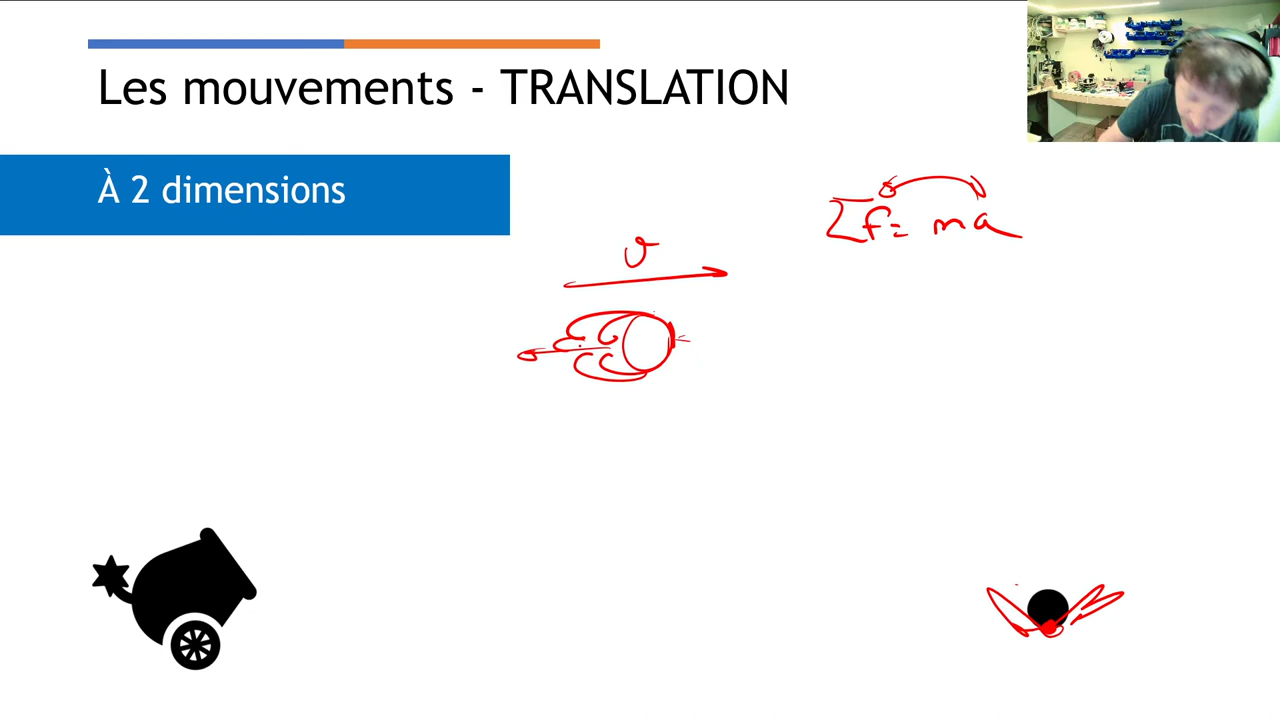 Les mouvements - TRANSLATION
À 2 dimensions
Σf = ma
v